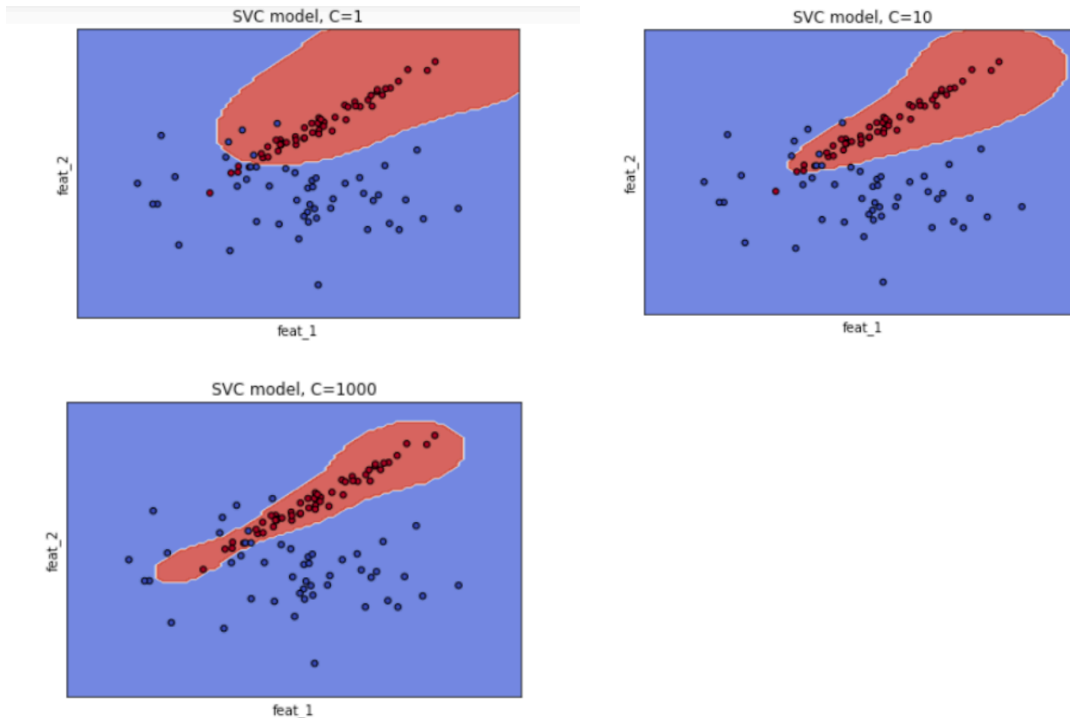 SVC model, C=1
feat_2
feat_1
SVC model, C=10
feat_2
feat_1
SVC model, C=1000
feat_2
feat_1